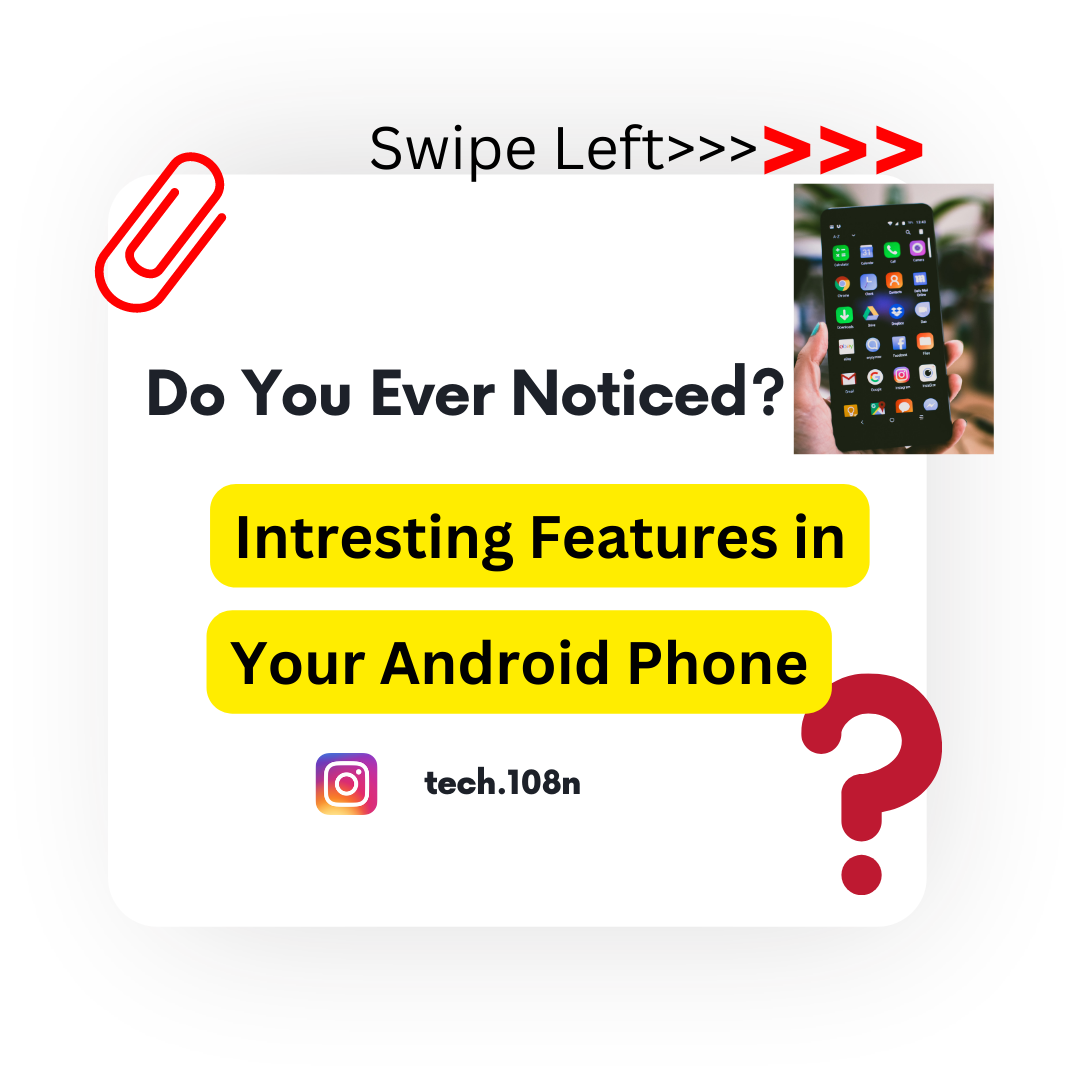 Swipe Left>>>>>>
Do You Ever Noticed?
Intresting Features in
Your Android Phone
tech.108n